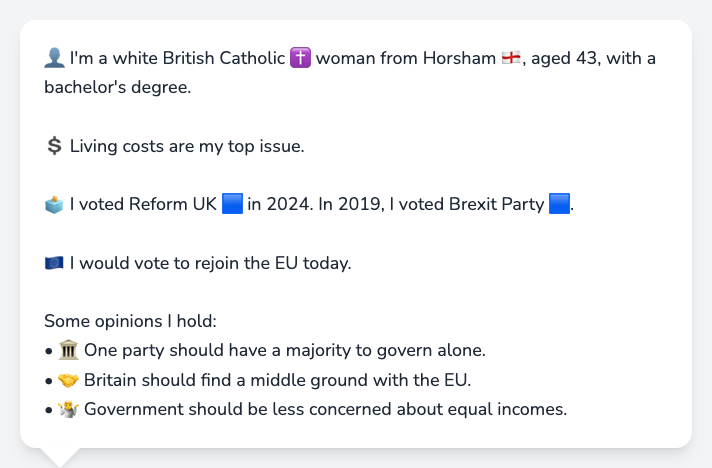 👤 I'm a white British Catholic ✝️ woman from Horsham 🏴󠁧󠁢󠁥󠁮󠁧󠁿, aged 43, with a
bachelor's degree.
💲 Living costs are my top issue.
🗳️ I voted Reform UK 🟦 in 2024. In 2019, I voted Brexit Party 🟦.
🇪🇺 I would vote to rejoin the EU today.
Some opinions I hold:
• 🏛️ One party should have a majority to govern alone.
• 🤝 Britain should find a middle ground with the EU.
• 🤷 Government should be less concerned about equal incomes.